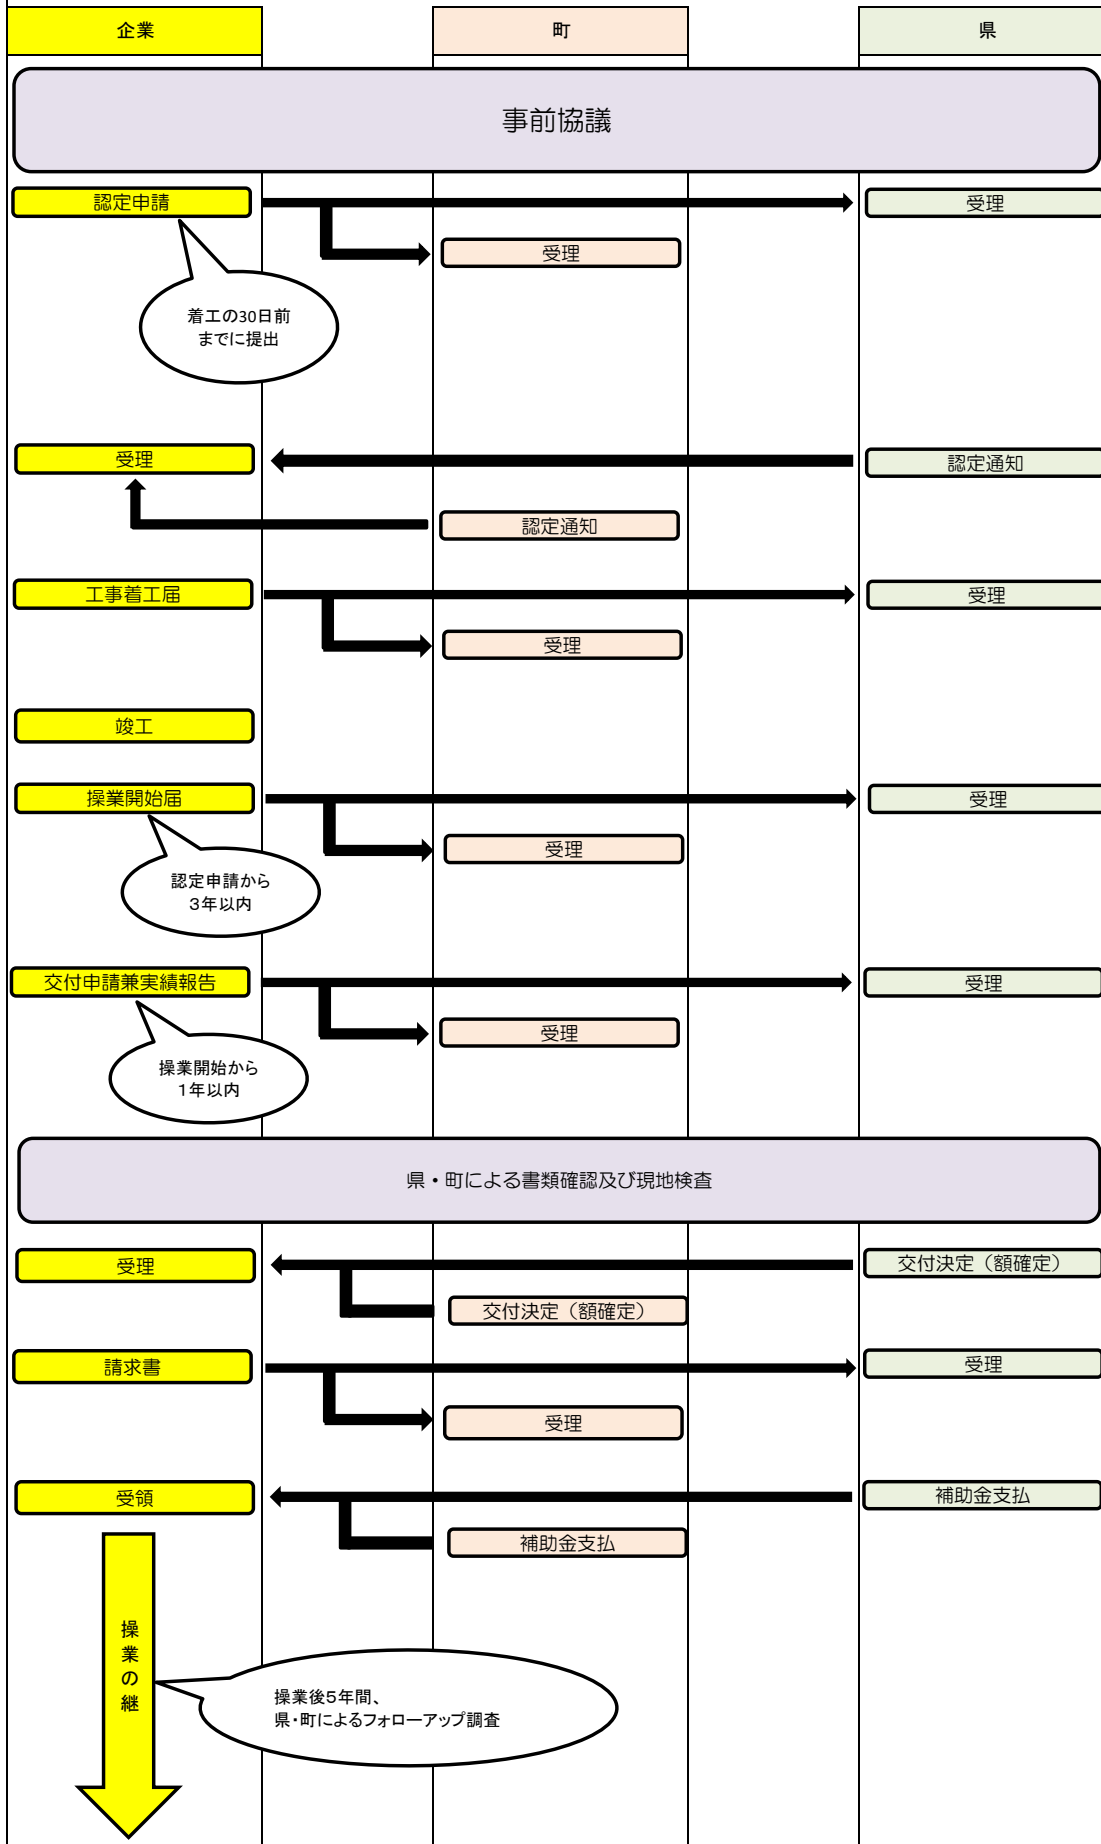 企業
町
県
事前協議
認定申請
受理
受理
着工の30日前
までに提出
受理
認定通知
認定通知
工事着工届
受理
受理
竣工
操業開始届
受理
受理
認定申請から
3年以内
交付申請兼実績報告
受理
受理
操業開始から
1年以内
県・町による書類確認及び現地検査
受理
交付決定（額確定）
交付決定（額確定）
請求書
受理
受理
受領
補助金支払
補助金支払
操業の継
操業後5年間、
県・町によるフォローアップ調査